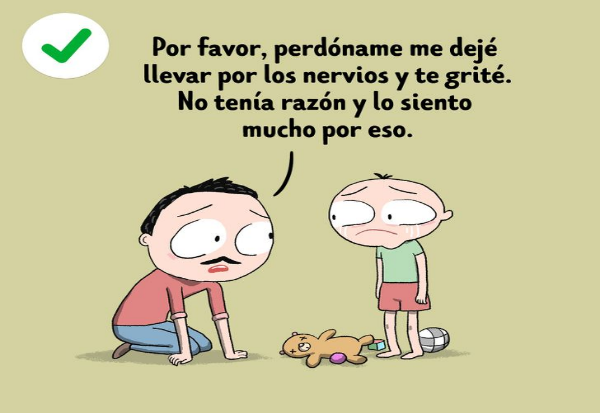 Por favor, perdóname me dejé
llevar por los nervios y te grité.
No tenía razón y lo siento
mucho por eso.